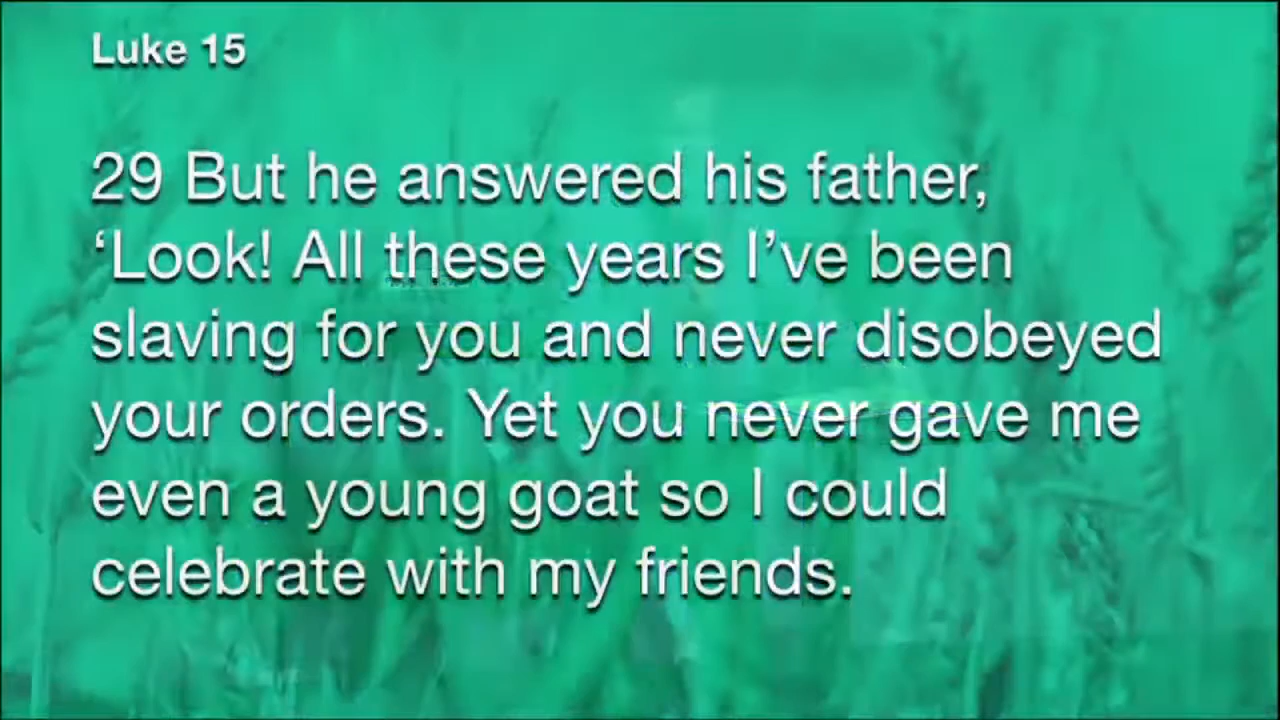 Luke 15
29 But he answered his father,
‘Look! All these years I’ve been
slaving for you and never disobeyed
your orders. Yet you never gave me
even a young goat so I could
celebrate with my friends.